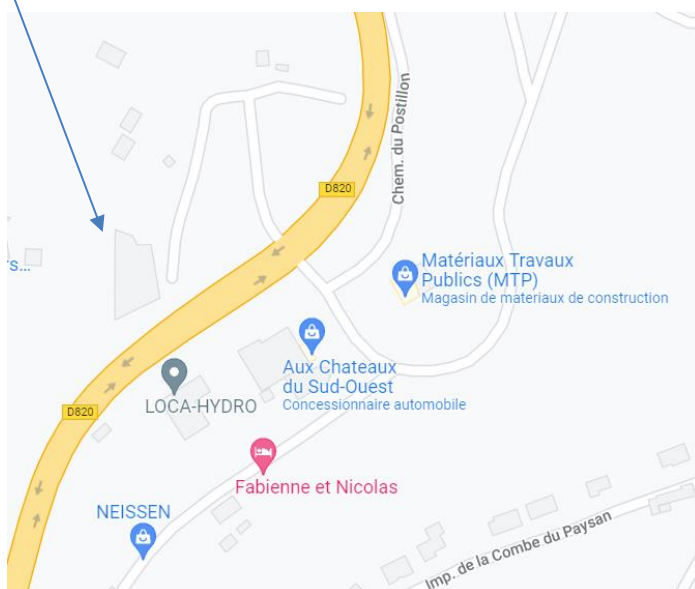 Chem. du Postillon
D820
Matériaux Travaux
Publics (MTP)
Magasin de materiaux de construction
s...
Aux Chateaux
du Sud-Ouest
Concessionnaire automobile
LOCA-HYDRO
D820
Fabienne et Nicolas
NEISSEN
Imp. de la Combe du Paysan